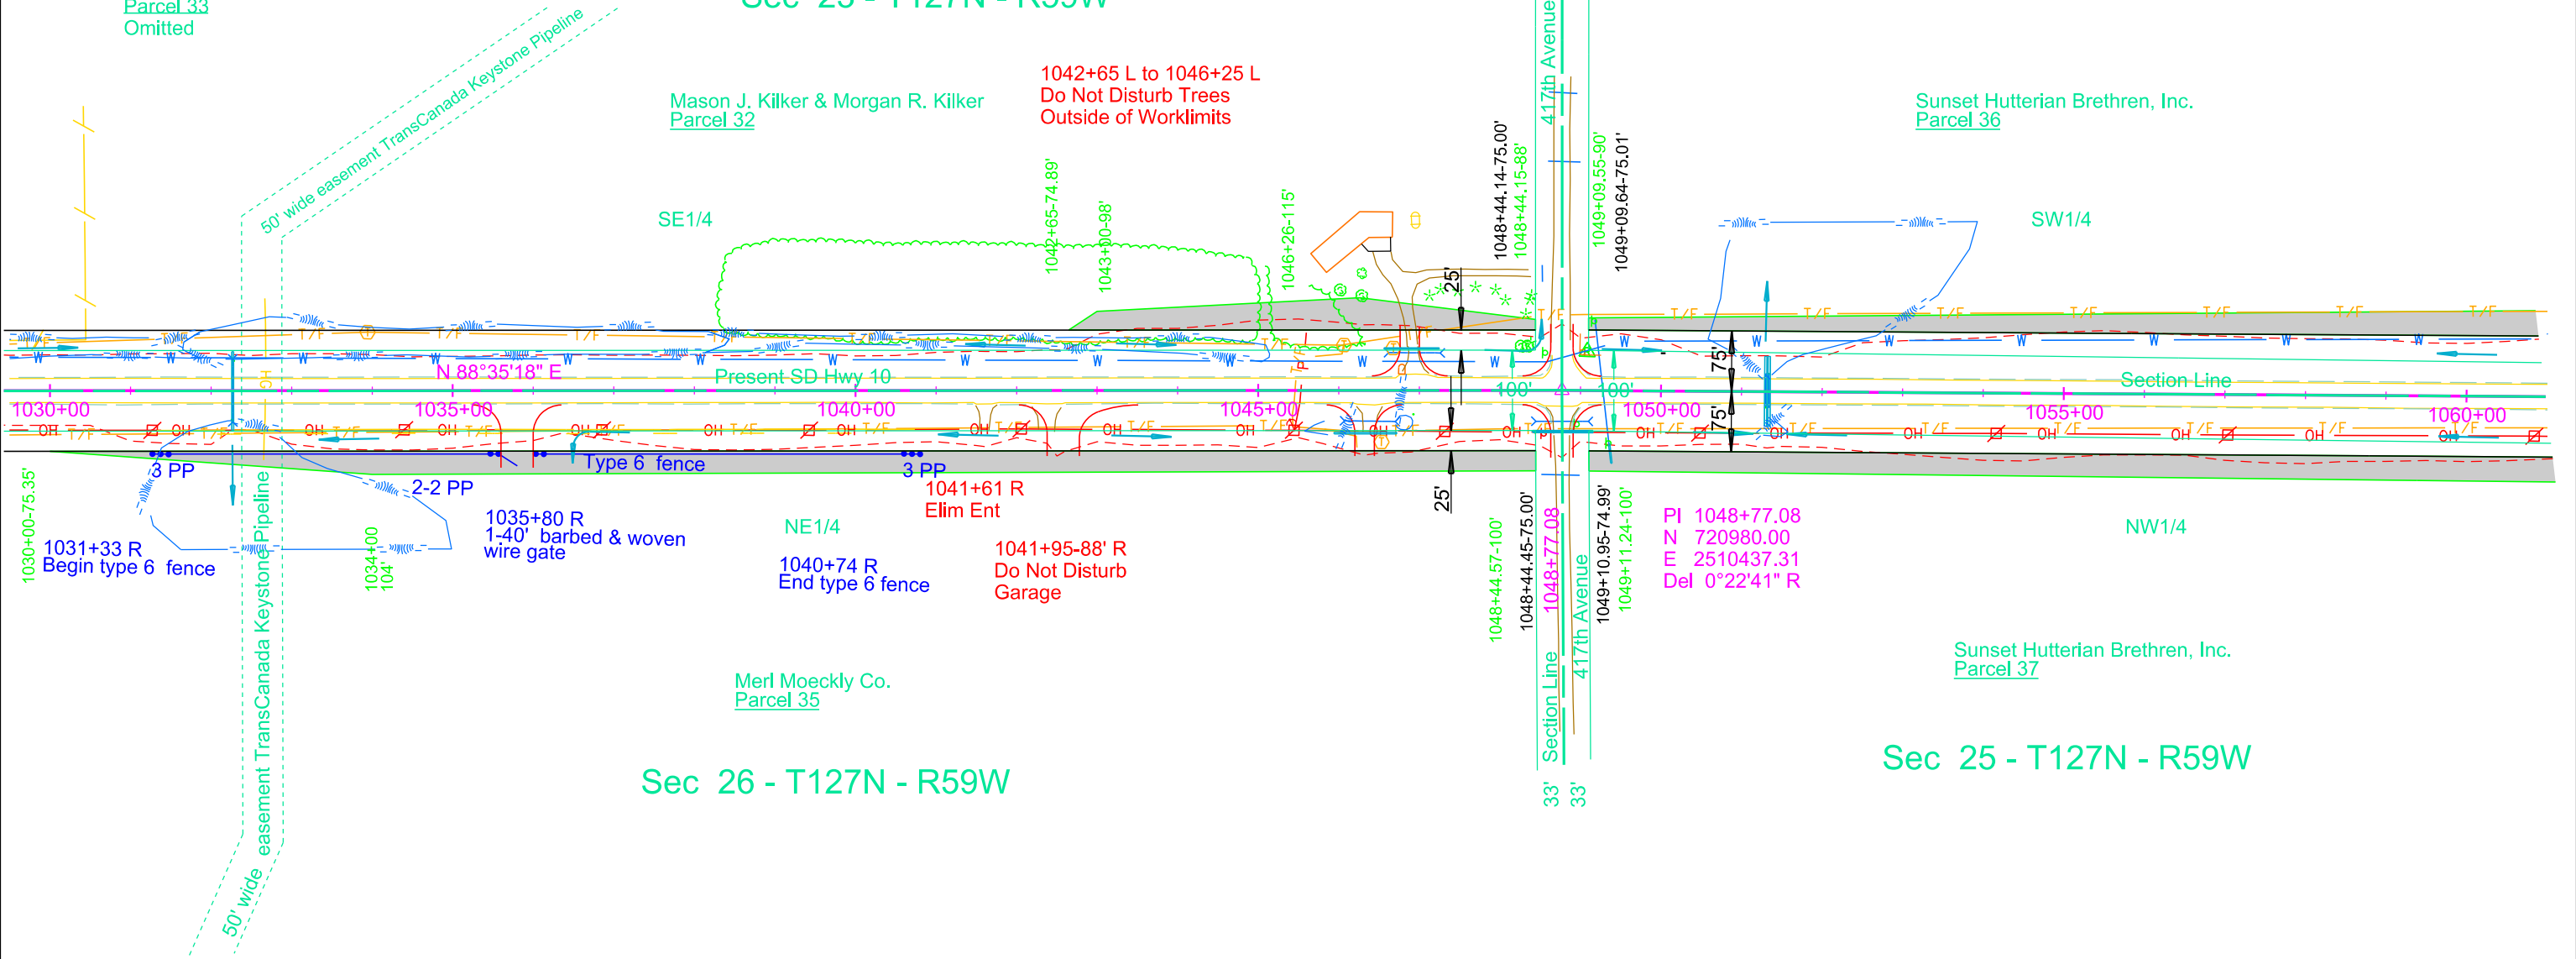 Parcel 33
Omitted
Sec 23 - T127N - R59W
50' wide easement TransCanada Keystone Pipeline
Mason J. Kilker & Morgan R. Kilker
Parcel 32
1042+65 L to 1046+25 L
Do Not Disturb Trees
Outside of Worklimits
417th Avenue
Sunset Hutterian Brethren, Inc.
Parcel 36
SE1/4
SW1/4
1042+65-74.89'
1043+00-98'
1046+26-115'
1048+44.14-75.00'
1048+44.15-88'
1049+09.55-90'
1049+09.64-75.01'
25'
N 88°35'18" E
Present SD Hwy 10
Section Line
75'
75'
100'
100'
1030+00
1035+00
1040+00
1045+00
1050+00
1055+00
1060+00
3 PP
2-2 PP
Type 6 fence
3 PP
25'
1030+00-75.35'
1031+33 R
Begin type 6 fence
1034+00
104'
1035+80 R
1-40' barbed & woven
wire gate
NE1/4
1040+74 R
End type 6 fence
1041+61 R
Elim Ent
1041+95-88' R
Do Not Disturb
Garage
1048+44.57-100'
1048+44.45-75.00'
1048+77.08
1049+10.95-74.99'
1049+11.24-100'
PI 1048+77.08
N 720980.00
E 2510437.31
Del 0°22'41" R
NW1/4
50' wide easement TransCanada Keystone Pipeline
Merl Moeckly Co.
Parcel 35
Section Line
417th Avenue
33'
33'
Sunset Hutterian Brethren, Inc.
Parcel 37
Sec 26 - T127N - R59W
Sec 25 - T127N - R59W